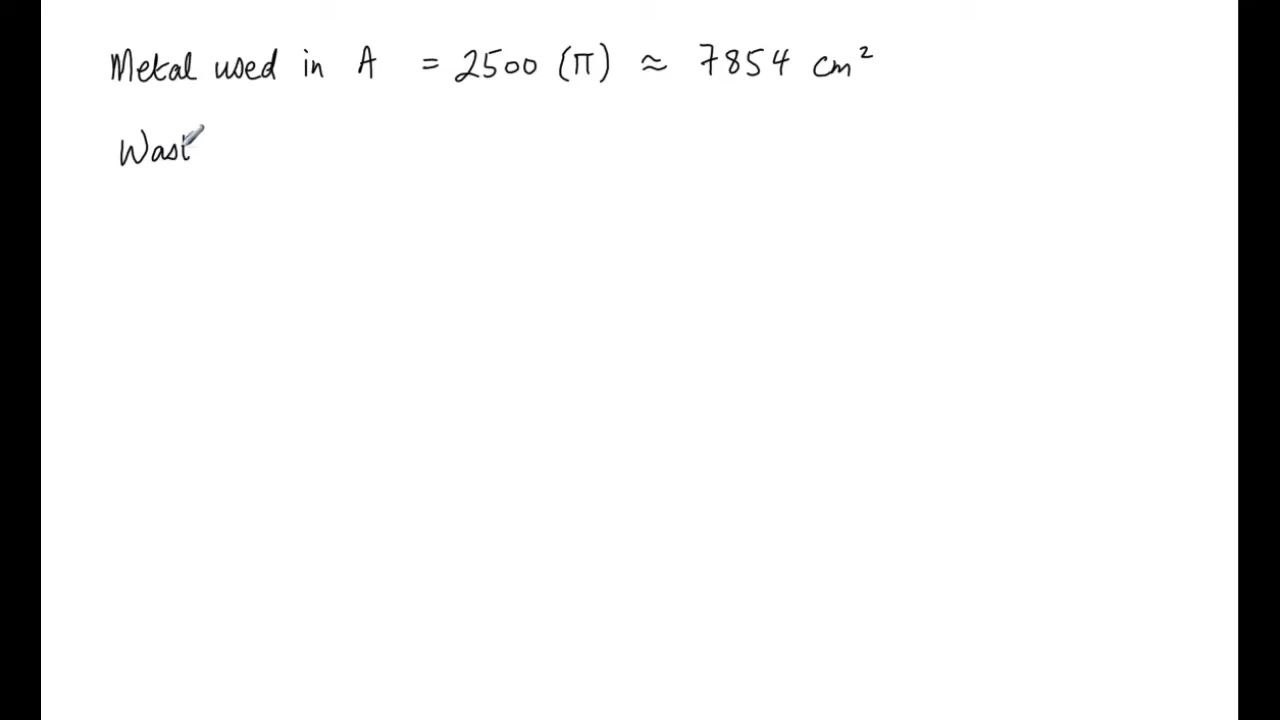 Metal used in A = 2500 (π) ≈ 7854 cm²
Wast